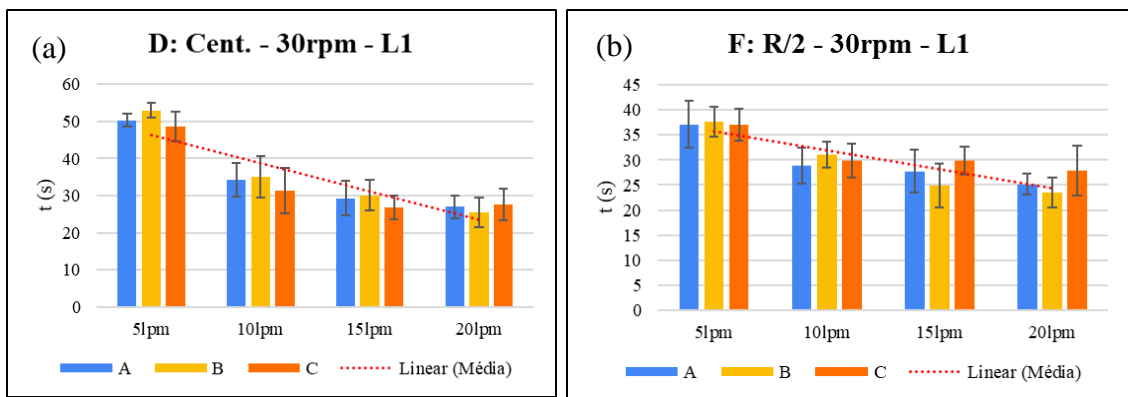 (a)
D: Cent. - 30rpm - L1
60
50
40
30
20
10
0
t (s)
5lpm 10lpm 15lpm 20lpm
A B C Linear (Média)
(b)
F: R/2 - 30rpm - L1
45
40
35
30
25
20
15
10
5
0
t (s)
5lpm 10lpm 15lpm 20lpm
A B C Linear (Média)